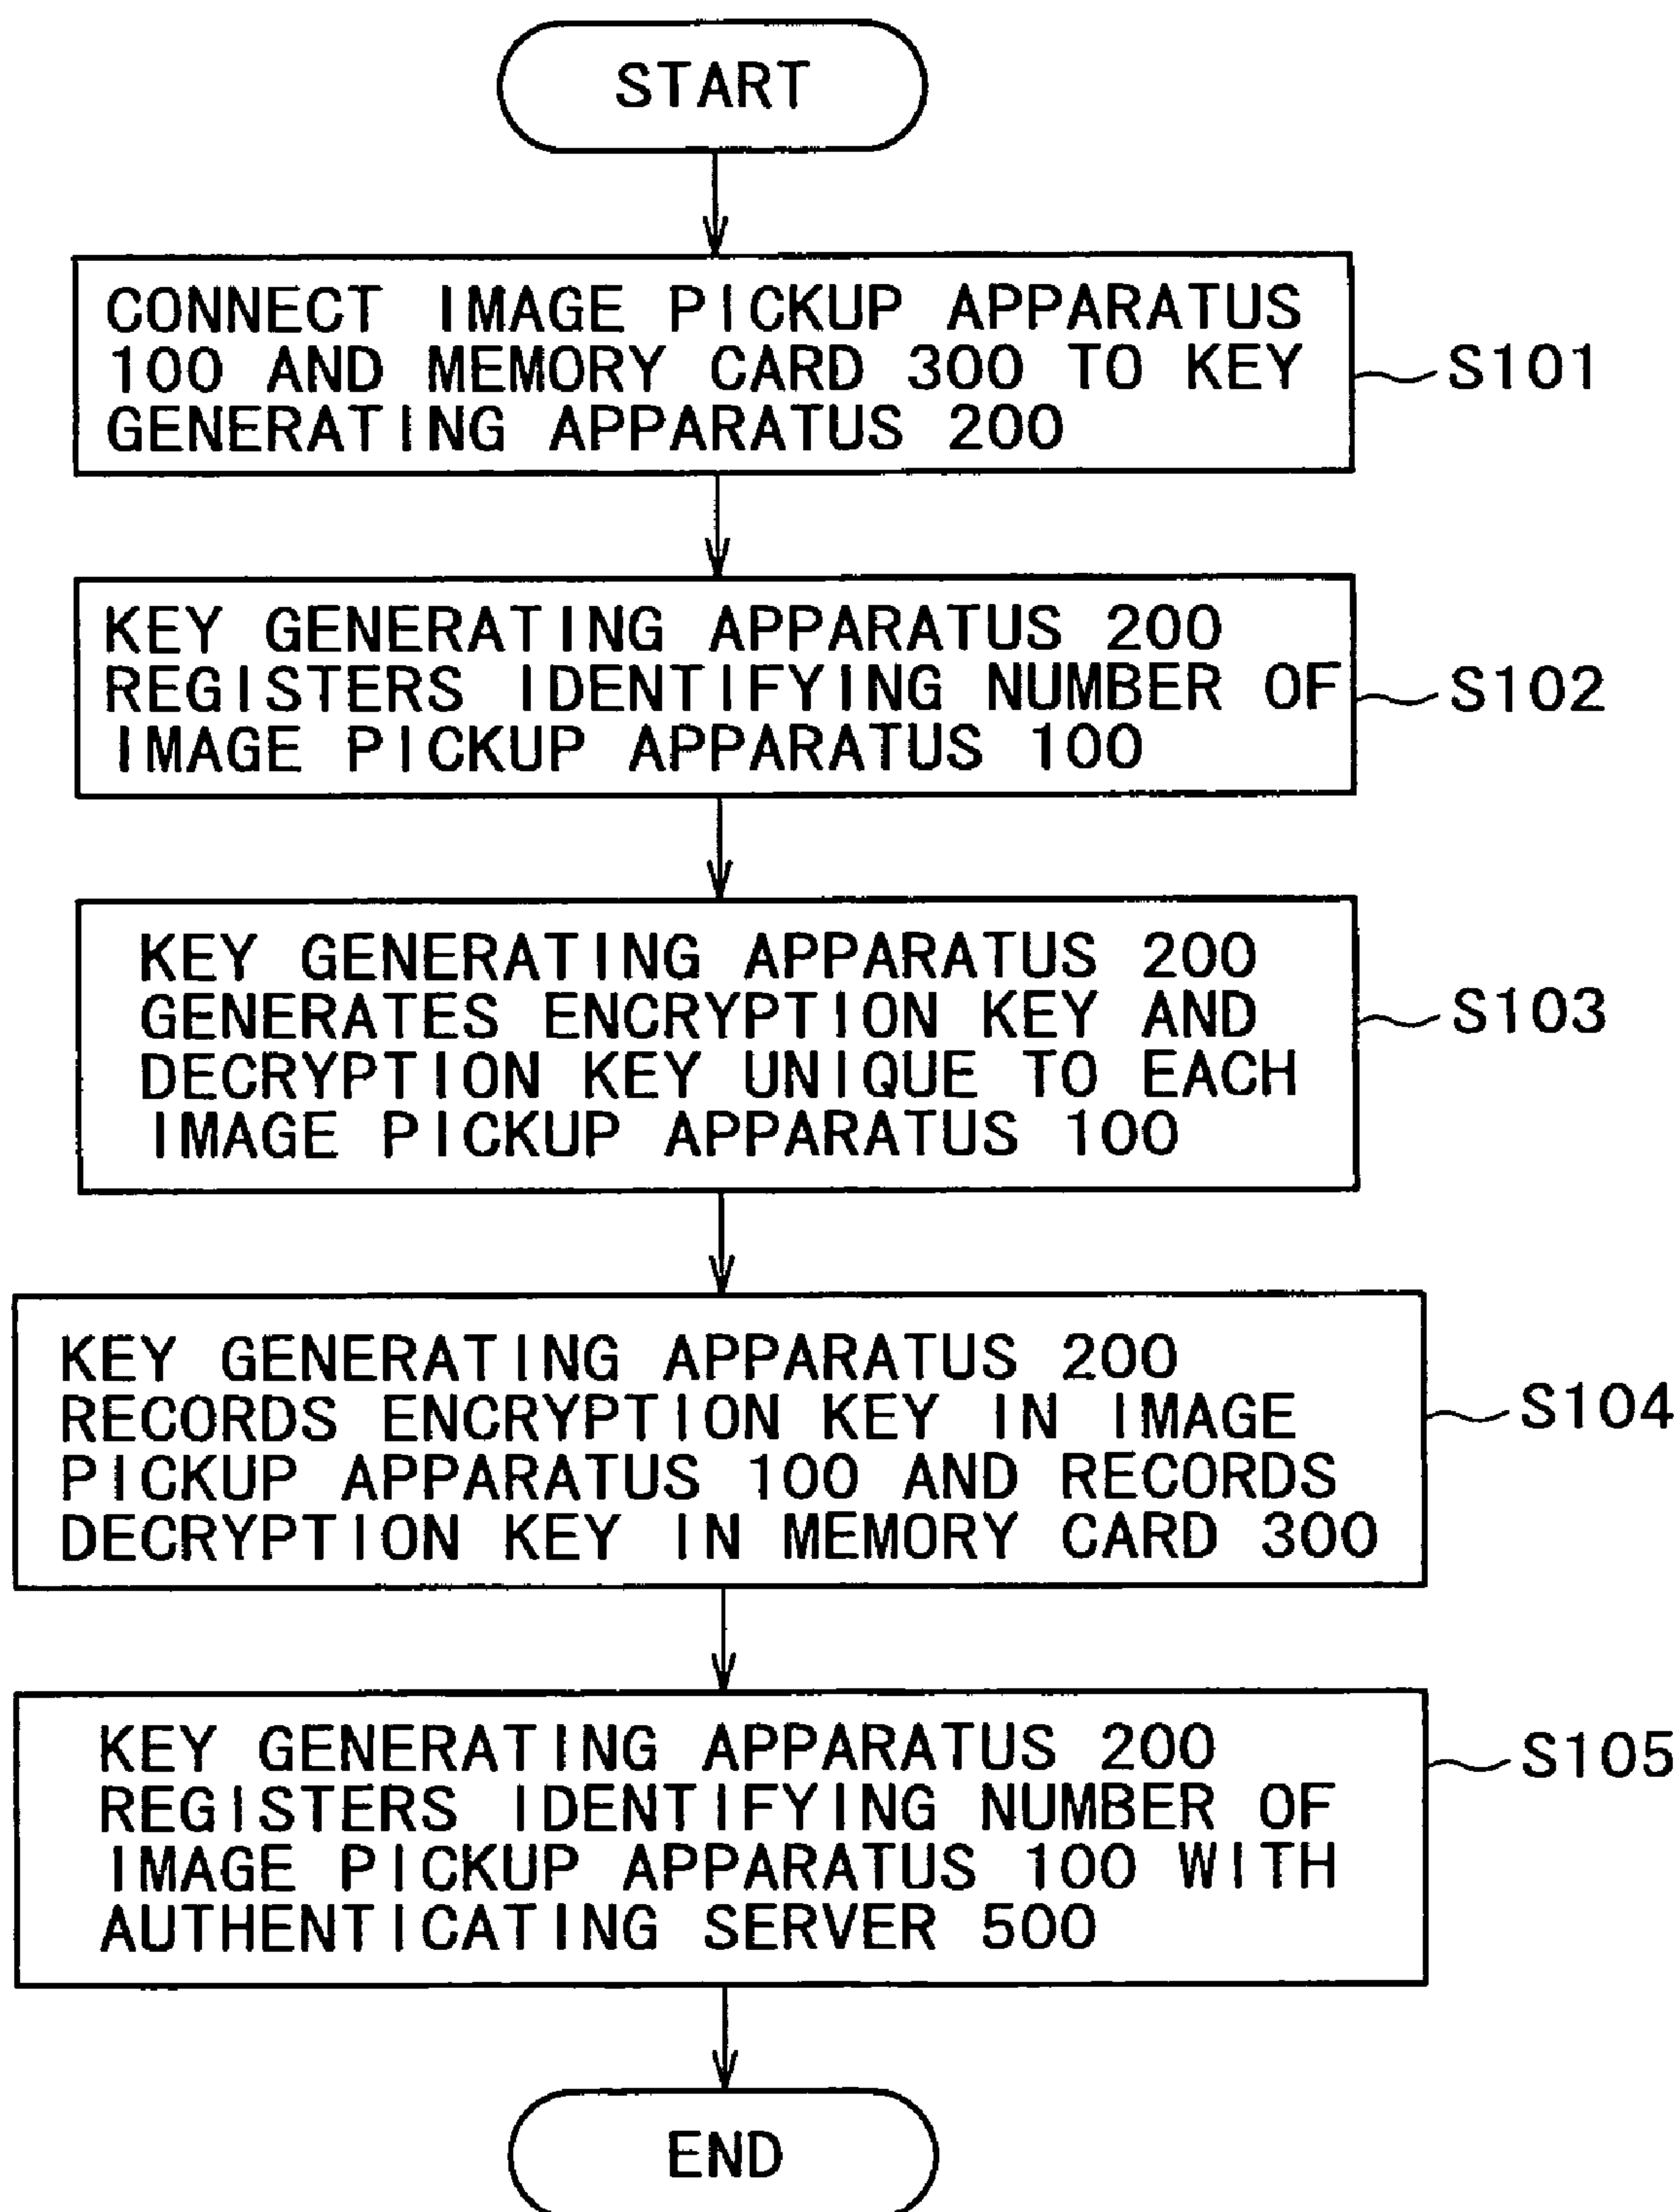 START
CONNECT IMAGE PICKUP APPARATUS
100 AND MEMORY CARD 300 TO KEY
GENERATING APPARATUS 200
S101
KEY GENERATING APPARATUS 200
REGISTERS IDENTIFYING NUMBER OF
IMAGE PICKUP APPARATUS 100
S102
KEY GENERATING APPARATUS 200
GENERATES ENCRYPTION KEY AND
DECRYPTION KEY UNIQUE TO EACH
IMAGE PICKUP APPARATUS 100
S103
KEY GENERATING APPARATUS 200
RECORDS ENCRYPTION KEY IN IMAGE
PICKUP APPARATUS 100 AND RECORDS
DECRYPTION KEY IN MEMORY CARD 300
S104
KEY GENERATING APPARATUS 200
REGISTERS IDENTIFYING NUMBER OF
IMAGE PICKUP APPARATUS 100 WITH
AUTHENTICATING SERVER 500
S105
END